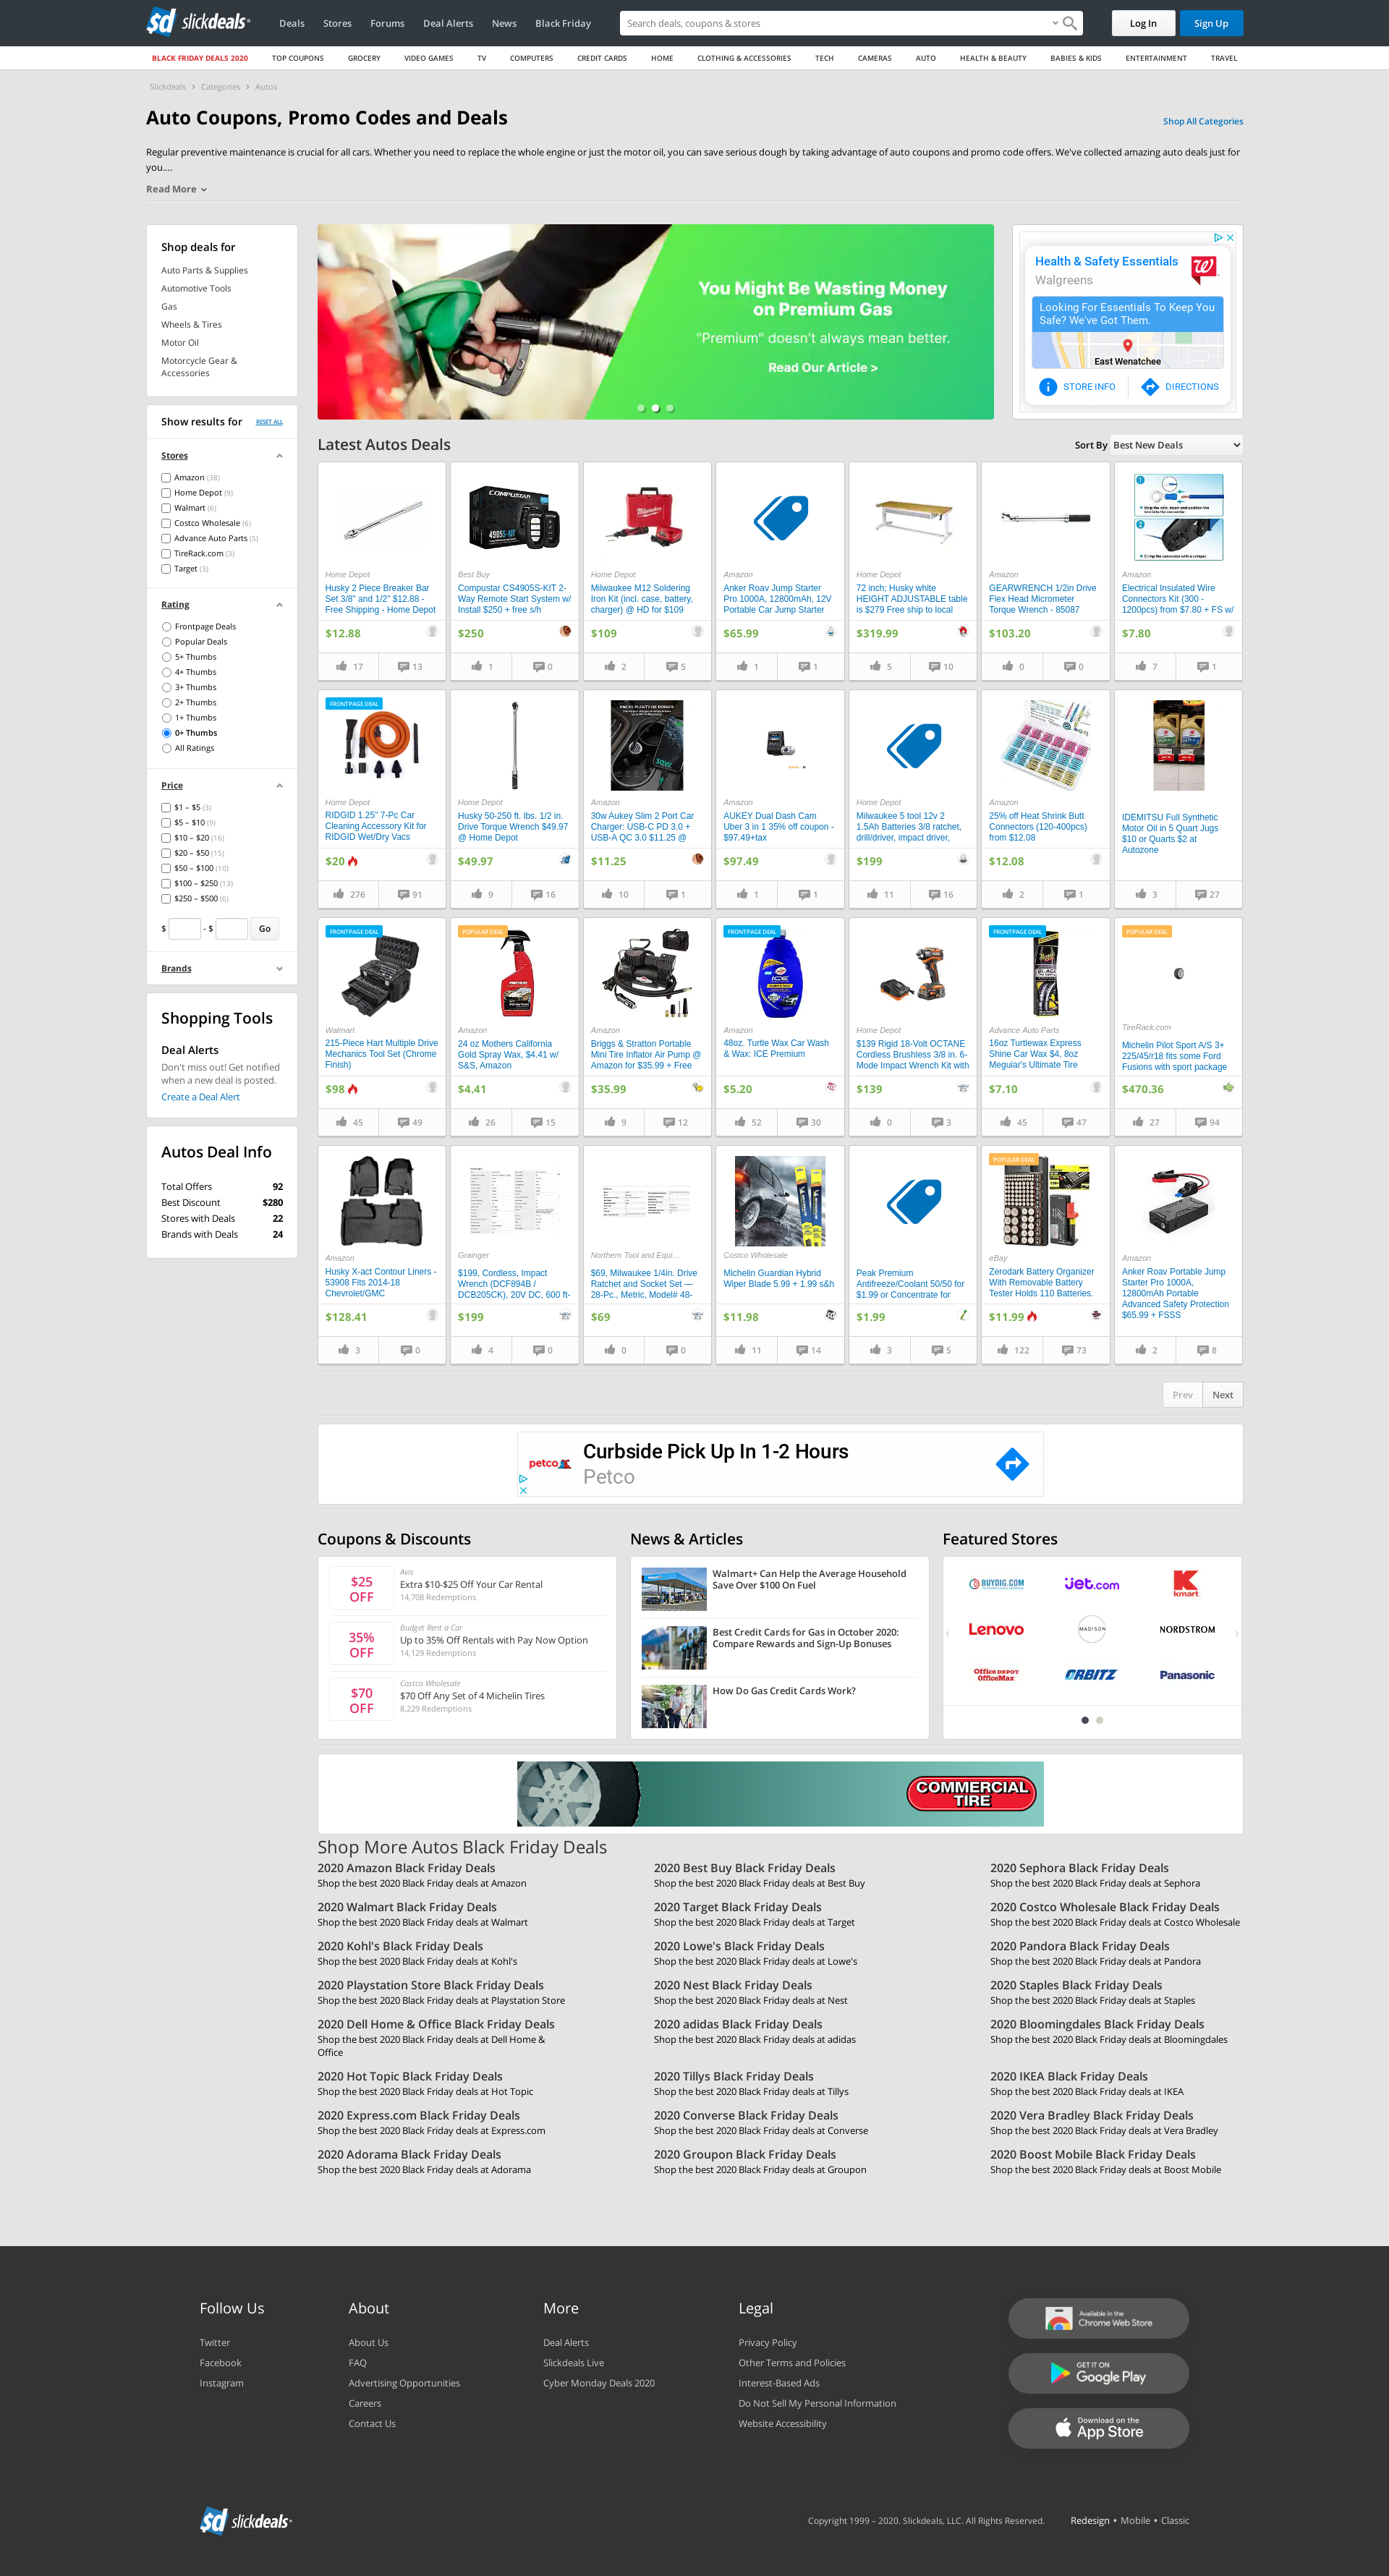 sd slickdeals
Deals Stores Forums Deal Alerts News Black Friday
Search deals, coupons & stores
Log In Sign Up
BLACK FRIDAY DEALS 2020 TOP COUPONS GROCERY VIDEO GAMES TV COMPUTERS CREDIT CARDS HOME CLOTHING & ACCESSORIES TECH CAMERAS AUTO HEALTH & BEAUTY BABIES & KIDS ENTERTAINMENT TRAVEL
Slickdeals › Categories › Autos
Auto Coupons, Promo Codes and Deals
Shop All Categories
Regular preventive maintenance is crucial for all cars. Whether you need to replace the whole engine or just the motor oil, you can save serious dough by taking advantage of auto coupons and promo code offers. We've collected amazing auto deals just for
you....
Read More
Shop deals for
Auto Parts & Supplies
Automotive Tools
Gas
Wheels & Tires
Motor Oil
Motorcycle Gear &
Accessories
Show results for RESET ALL
Stores
Amazon (38)
Home Depot (9)
Walmart (6)
Costco Wholesale (6)
Advance Auto Parts (5)
TireRack.com (3)
Target (3)
Rating
Frontpage Deals
Popular Deals
5+ Thumbs
4+ Thumbs
3+ Thumbs
2+ Thumbs
1+ Thumbs
0+ Thumbs
All Ratings
Price
$1 – $5 (3)
$5 – $10 (9)
$10 – $20 (16)
$20 – $50 (15)
$50 – $100 (10)
$100 – $250 (13)
$250 – $500 (6)
$ - $ Go
Brands
Shopping Tools
Deal Alerts
Don't miss out! Get notified
when a new deal is posted.
Create a Deal Alert
Autos Deal Info
Total Offers 92
Best Discount $280
Stores with Deals 22
Brands with Deals 24
You Might Be Wasting Money
on Premium Gas
"Premium" doesn't always mean better.
Read Our Article >
Health & Safety Essentials
Walgreens
Looking For Essentials To Keep You
Safe? We've Got Them.
East Wenatchee
STORE INFO DIRECTIONS
Latest Autos Deals
Sort By Best New Deals
Home Depot
Husky 2 Piece Breaker Bar
Set 3/8" and 1/2" $12.88 -
Free Shipping - Home Depot
$12.88
17 13
COMPUSTAR
4905S-KIT
Best Buy
Compustar CS4905S-KIT 2-
Way Remote Start System w/
Install $250 + free s/h
$250
1 0
Milwaukee
Home Depot
Milwaukee M12 Soldering
Iron Kit (incl. case, battery,
charger) @ HD for $109
$109
2 5
Amazon
Anker Roav Jump Starter
Pro 1000A, 12800mAh, 12V
Portable Car Jump Starter
$65.99
1 1
Home Depot
72 inch; Husky white
HEIGHT ADJUSTABLE table
is $279 Free ship to local
$319.99
5 10
Amazon
GEARWRENCH 1/2in Drive
Flex Head Micrometer
Torque Wrench - 85087
$103.20
0 0
1
2
Amazon
Electrical Insulated Wire
Connectors Kit (300 -
1200pcs) from $7.80 + FS w/
$7.80
7 1
FRONTPAGE DEAL
Home Depot
RIDGID 1.25" 7-Pc Car
Cleaning Accessory Kit for
RIDGID Wet/Dry Vacs
$20
276 91
Home Depot
Husky 50-250 ft. lbs. 1/2 in.
Drive Torque Wrench $49.97
@ Home Depot
$49.97
9 16
PACKS PLENTY OF POWER
30W
Amazon
30w Aukey Slim 2 Port Car
Charger: USB-C PD 3.0 +
USB-A QC 3.0 $11.25 @
$11.25
10 1
Amazon
AUKEY Dual Dash Cam
Uber 3 in 1 35% off coupon -
$97.49+tax
$97.49
1 1
Home Depot
Milwaukee 5 tool 12v 2
1.5Ah Batteries 3/8 ratchet,
drill/driver, impact driver,
$199
11 16
Amazon
25% off Heat Shrink Butt
Connectors (120-400pcs)
from $12.08
$12.08
2 1
IDEMITSU Full Synthetic
Motor Oil in 5 Quart Jugs
$10 or Quarts $2 at
Autozone
3 27
FRONTPAGE DEAL
Walmart
215-Piece Hart Multiple Drive
Mechanics Tool Set (Chrome
Finish)
$98
45 49
POPULAR DEAL
Amazon
24 oz Mothers California
Gold Spray Wax, $4.41 w/
S&S, Amazon
$4.41
26 15
Amazon
Briggs & Stratton Portable
Mini Tire Inflator Air Pump @
Amazon for $35.99 + Free
$35.99
9 12
FRONTPAGE DEAL
ICE
Amazon
48oz. Turtle Wax Car Wash
& Wax: ICE Premium
$5.20
52 30
Home Depot
$139 Rigid 18-Volt OCTANE
Cordless Brushless 3/8 in. 6-
Mode Impact Wrench Kit with
$139
0 3
FRONTPAGE DEAL
BLACK
Advance Auto Parts
16oz Turtlewax Express
Shine Car Wax $4, 8oz
Meguiar's Ultimate Tire
$7.10
45 47
POPULAR DEAL
TireRack.com
Michelin Pilot Sport A/S 3+
225/45/r18 fits some Ford
Fusions with sport package
$470.36
27 94
Amazon
Husky X-act Contour Liners -
53908 Fits 2014-18
Chevrolet/GMC
$128.41
3 0
Grainger
$199, Cordless, Impact
Wrench (DCF894B /
DCB205CK), 20V DC, 600 ft-
$199
4 0
Northern Tool and Equi...
$69, Milwaukee 1/4in. Drive
Ratchet and Socket Set —
28-Pc., Metric, Model# 48-
$69
0 0
Costco Wholesale
Michelin Guardian Hybrid
Wiper Blade 5.99 + 1.99 s&h
$11.98
11 14
Peak Premium
Antifreeze/Coolant 50/50 for
$1.99 or Concentrate for
$1.99
3 5
POPULAR DEAL
eBay
Zerodark Battery Organizer
With Removable Battery
Tester Holds 110 Batteries.
$11.99
122 73
Amazon
Anker Roav Portable Jump
Starter Pro 1000A,
12800mAh Portable
Advanced Safety Protection
$65.99 + FSSS
2 8
Prev Next
petco
Curbside Pick Up In 1-2 Hours
Petco
Coupons & Discounts
$25
OFF
Avis
Extra $10-$25 Off Your Car Rental
14,708 Redemptions
35%
OFF
Budget Rent a Car
Up to 35% Off Rentals with Pay Now Option
14,129 Redemptions
$70
OFF
Costco Wholesale
$70 Off Any Set of 4 Michelin Tires
8,229 Redemptions
News & Articles
Walmart+ Can Help the Average Household
Save Over $100 On Fuel
Best Credit Cards for Gas in October 2020:
Compare Rewards and Sign-Up Bonuses
How Do Gas Credit Cards Work?
Featured Stores
BUYDIG.COM jet.com kmart
Lenovo MADISON NORDSTROM
Office DEPOT
OfficeMax ORBITZ Panasonic
COMMERCIAL
TIRE
Shop More Autos Black Friday Deals
2020 Amazon Black Friday Deals
Shop the best 2020 Black Friday deals at Amazon
2020 Best Buy Black Friday Deals
Shop the best 2020 Black Friday deals at Best Buy
2020 Sephora Black Friday Deals
Shop the best 2020 Black Friday deals at Sephora
2020 Walmart Black Friday Deals
Shop the best 2020 Black Friday deals at Walmart
2020 Target Black Friday Deals
Shop the best 2020 Black Friday deals at Target
2020 Costco Wholesale Black Friday Deals
Shop the best 2020 Black Friday deals at Costco Wholesale
2020 Kohl's Black Friday Deals
Shop the best 2020 Black Friday deals at Kohl's
2020 Lowe's Black Friday Deals
Shop the best 2020 Black Friday deals at Lowe's
2020 Pandora Black Friday Deals
Shop the best 2020 Black Friday deals at Pandora
2020 Playstation Store Black Friday Deals
Shop the best 2020 Black Friday deals at Playstation Store
2020 Nest Black Friday Deals
Shop the best 2020 Black Friday deals at Nest
2020 Staples Black Friday Deals
Shop the best 2020 Black Friday deals at Staples
2020 Dell Home & Office Black Friday Deals
Shop the best 2020 Black Friday deals at Dell Home &
Office
2020 adidas Black Friday Deals
Shop the best 2020 Black Friday deals at adidas
2020 Bloomingdales Black Friday Deals
Shop the best 2020 Black Friday deals at Bloomingdales
2020 Hot Topic Black Friday Deals
Shop the best 2020 Black Friday deals at Hot Topic
2020 Tillys Black Friday Deals
Shop the best 2020 Black Friday deals at Tillys
2020 IKEA Black Friday Deals
Shop the best 2020 Black Friday deals at IKEA
2020 Express.com Black Friday Deals
Shop the best 2020 Black Friday deals at Express.com
2020 Converse Black Friday Deals
Shop the best 2020 Black Friday deals at Converse
2020 Vera Bradley Black Friday Deals
Shop the best 2020 Black Friday deals at Vera Bradley
2020 Adorama Black Friday Deals
Shop the best 2020 Black Friday deals at Adorama
2020 Groupon Black Friday Deals
Shop the best 2020 Black Friday deals at Groupon
2020 Boost Mobile Black Friday Deals
Shop the best 2020 Black Friday deals at Boost Mobile
Follow Us
Twitter
Facebook
Instagram
About
About Us
FAQ
Advertising Opportunities
Careers
Contact Us
More
Deal Alerts
Slickdeals Live
Cyber Monday Deals 2020
Legal
Privacy Policy
Other Terms and Policies
Interest-Based Ads
Do Not Sell My Personal Information
Website Accessibility
Available in the
Chrome Web Store
GET IT ON
Google Play
Download on the
App Store
sd slickdeals
Copyright 1999 – 2020. Slickdeals, LLC. All Rights Reserved. Redesign • Mobile • Classic